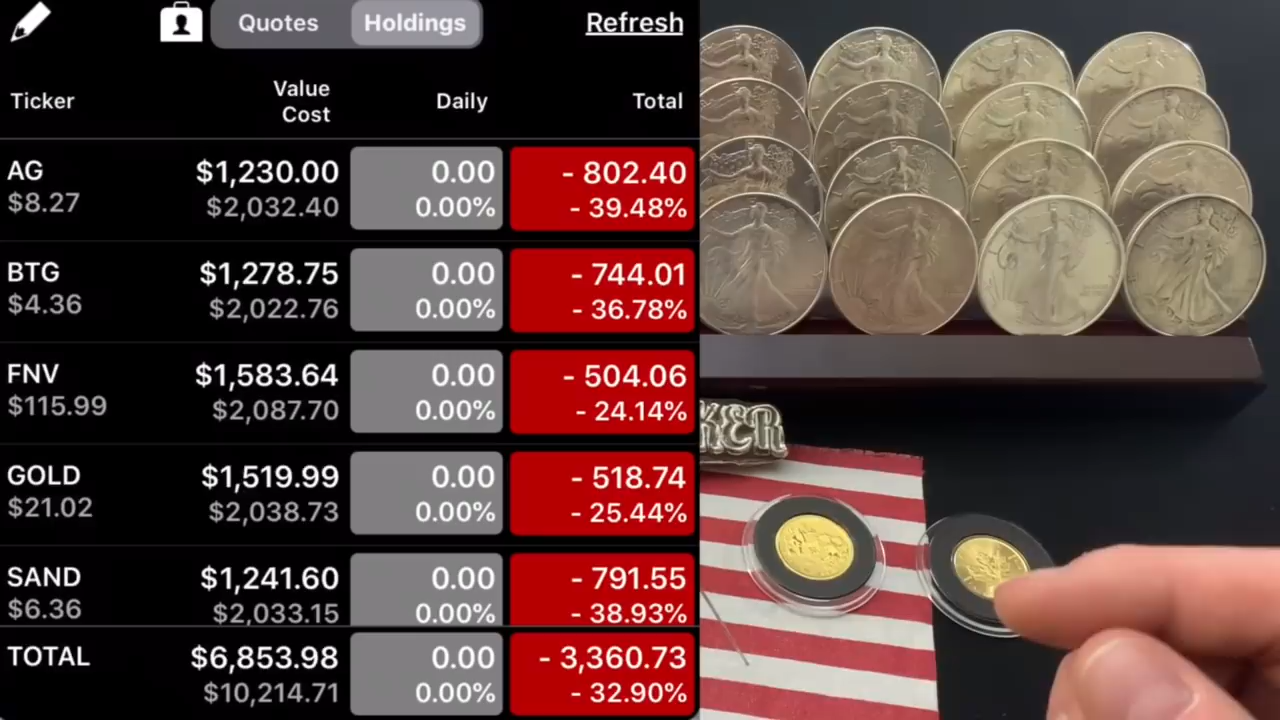 Quotes Holdings Refresh
Ticker Value Cost Daily Total
AG $1,230.00 0.00 - 802.40
$8.27 $2,032.40 0.00% - 39.48%
BTG $1,278.75 0.00 - 744.01
$4.36 $2,022.76 0.00% - 36.78%
FNV $1,583.64 0.00 - 504.06
$115.99 $2,087.70 0.00% - 24.14%
GOLD $1,519.99 0.00 - 518.74
$21.02 $2,038.73 0.00% - 25.44%
SAND $1,241.60 0.00 - 791.55
$6.36 $2,033.15 0.00% - 38.93%
TOTAL $6,853.98 0.00 - 3,360.73
$10,214.71 0.00% - 32.90%
KER